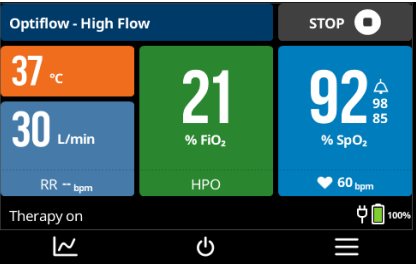 Optiflow - High Flow
STOP
37 °C
30 L/min
RR -- bpm
21
% FiO₂
HPO
92
98
85
% SpO₂
60 bpm
Therapy on
100%